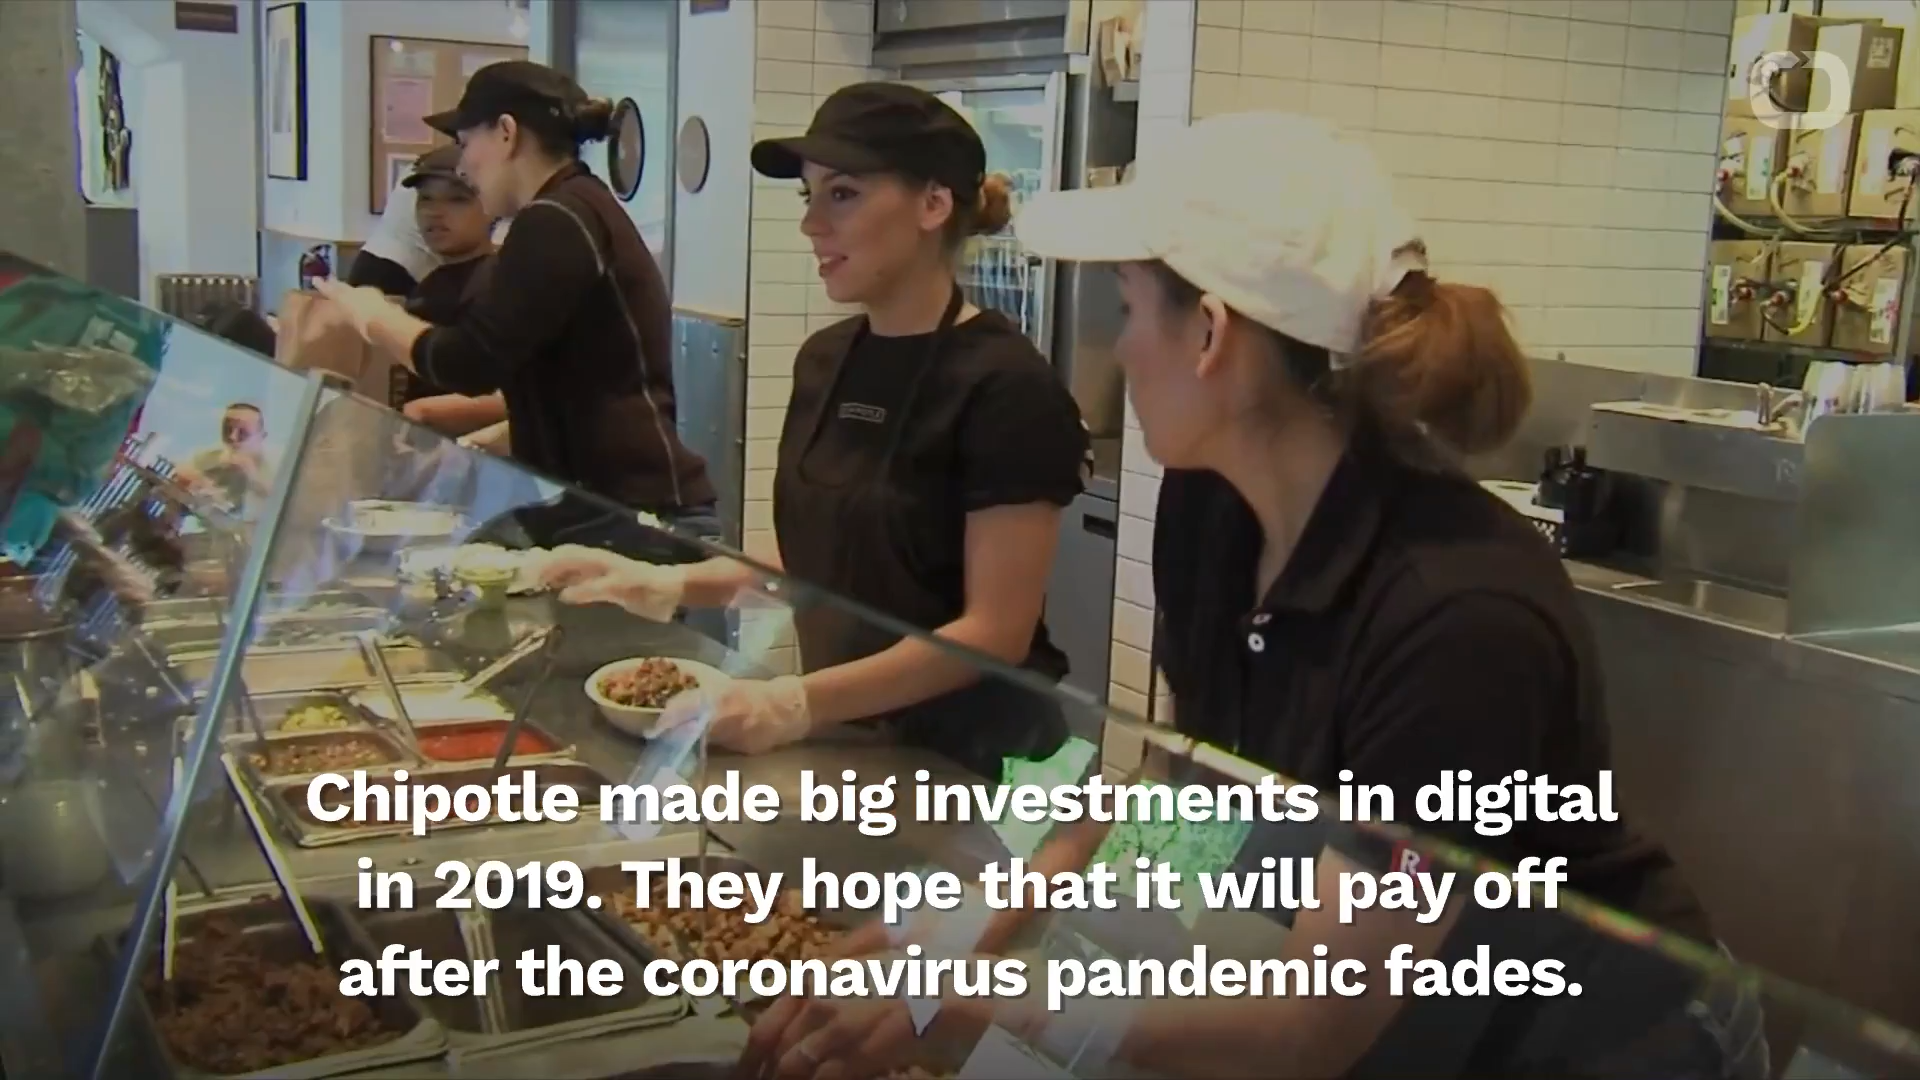 Chipotle made big investments in digital
in 2019. They hope that it will pay off
after the coronavirus pandemic fades.